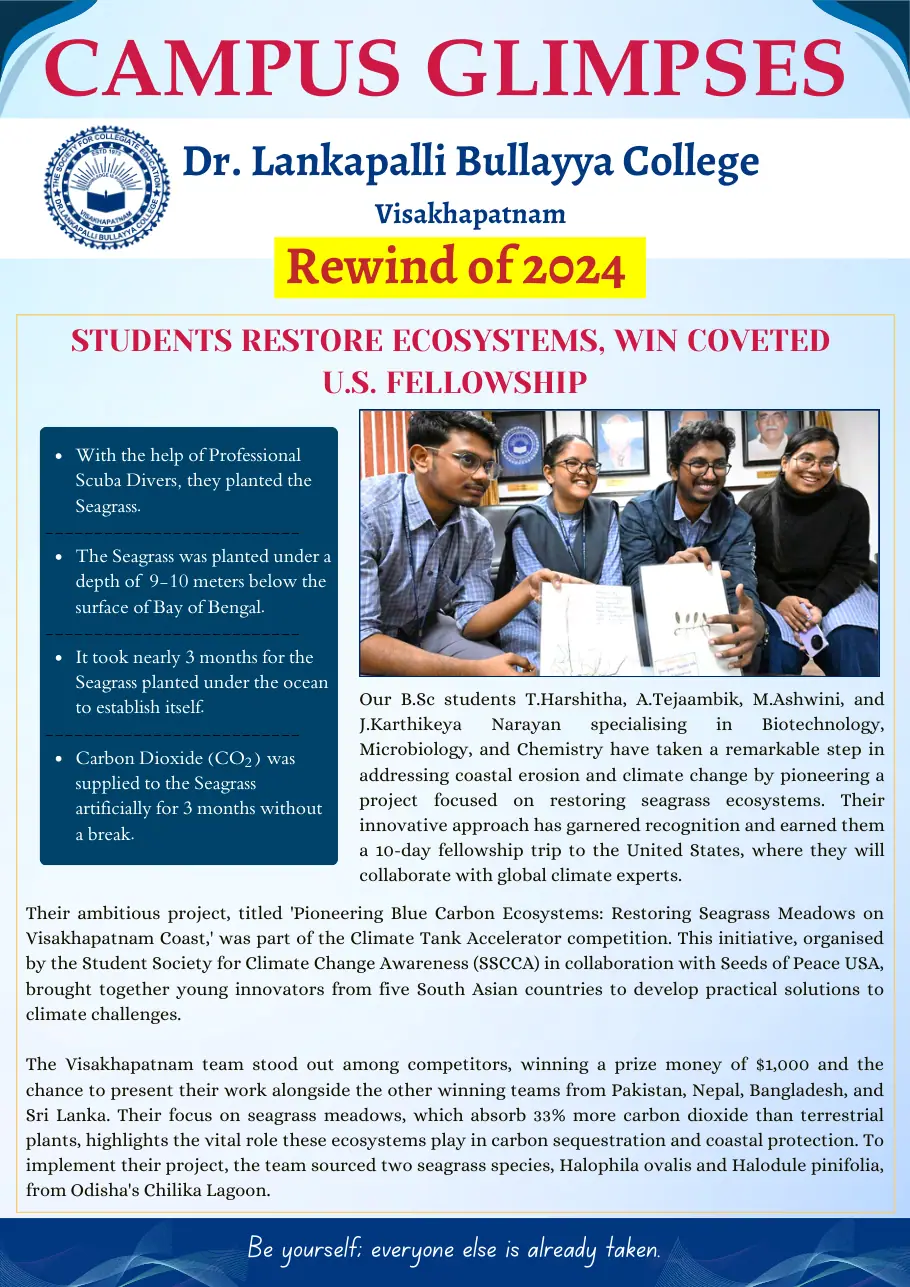 CAMPUS GLIMPSES
THE SOCIETY FOR COLLEGIATE EDUCATION
ESTD 1973
VISAKHAPATNAM
DR.LANKAPALLI BULLAYYA COLLEGE
Dr. Lankapalli Bullayya College
Visakhapatnam
Rewind of 2024
STUDENTS RESTORE ECOSYSTEMS, WIN COVETED
U.S. FELLOWSHIP
• With the help of Professional
Scuba Divers, they planted the
Seagrass.
• The Seagrass was planted under a
depth of 9-10 meters below the
surface of Bay of Bengal.
• It took nearly 3 months for the
Seagrass planted under the ocean
to establish itself.
• Carbon Dioxide (CO₂) was
supplied to the Seagrass
artificially for 3 months without
a break.
Our B.Sc students T.Harshitha, A.Tejaambik, M.Ashwini, and
J.Karthikeya Narayan specialising in Biotechnology,
Microbiology, and Chemistry have taken a remarkable step in
addressing coastal erosion and climate change by pioneering a
project focused on restoring seagrass ecosystems. Their
innovative approach has garnered recognition and earned them
a 10-day fellowship trip to the United States, where they will
collaborate with global climate experts.
Their ambitious project, titled 'Pioneering Blue Carbon Ecosystems: Restoring Seagrass Meadows on
Visakhapatnam Coast,' was part of the Climate Tank Accelerator competition. This initiative, organised
by the Student Society for Climate Change Awareness (SSCCA) in collaboration with Seeds of Peace USA,
brought together young innovators from five South Asian countries to develop practical solutions to
climate challenges.
The Visakhapatnam team stood out among competitors, winning a prize money of $1,000 and the
chance to present their work alongside the other winning teams from Pakistan, Nepal, Bangladesh, and
Sri Lanka. Their focus on seagrass meadows, which absorb 33% more carbon dioxide than terrestrial
plants, highlights the vital role these ecosystems play in carbon sequestration and coastal protection. To
implement their project, the team sourced two seagrass species, Halophila ovalis and Halodule pinifolia,
from Odisha's Chilika Lagoon.
Be yourself; everyone else is already taken.